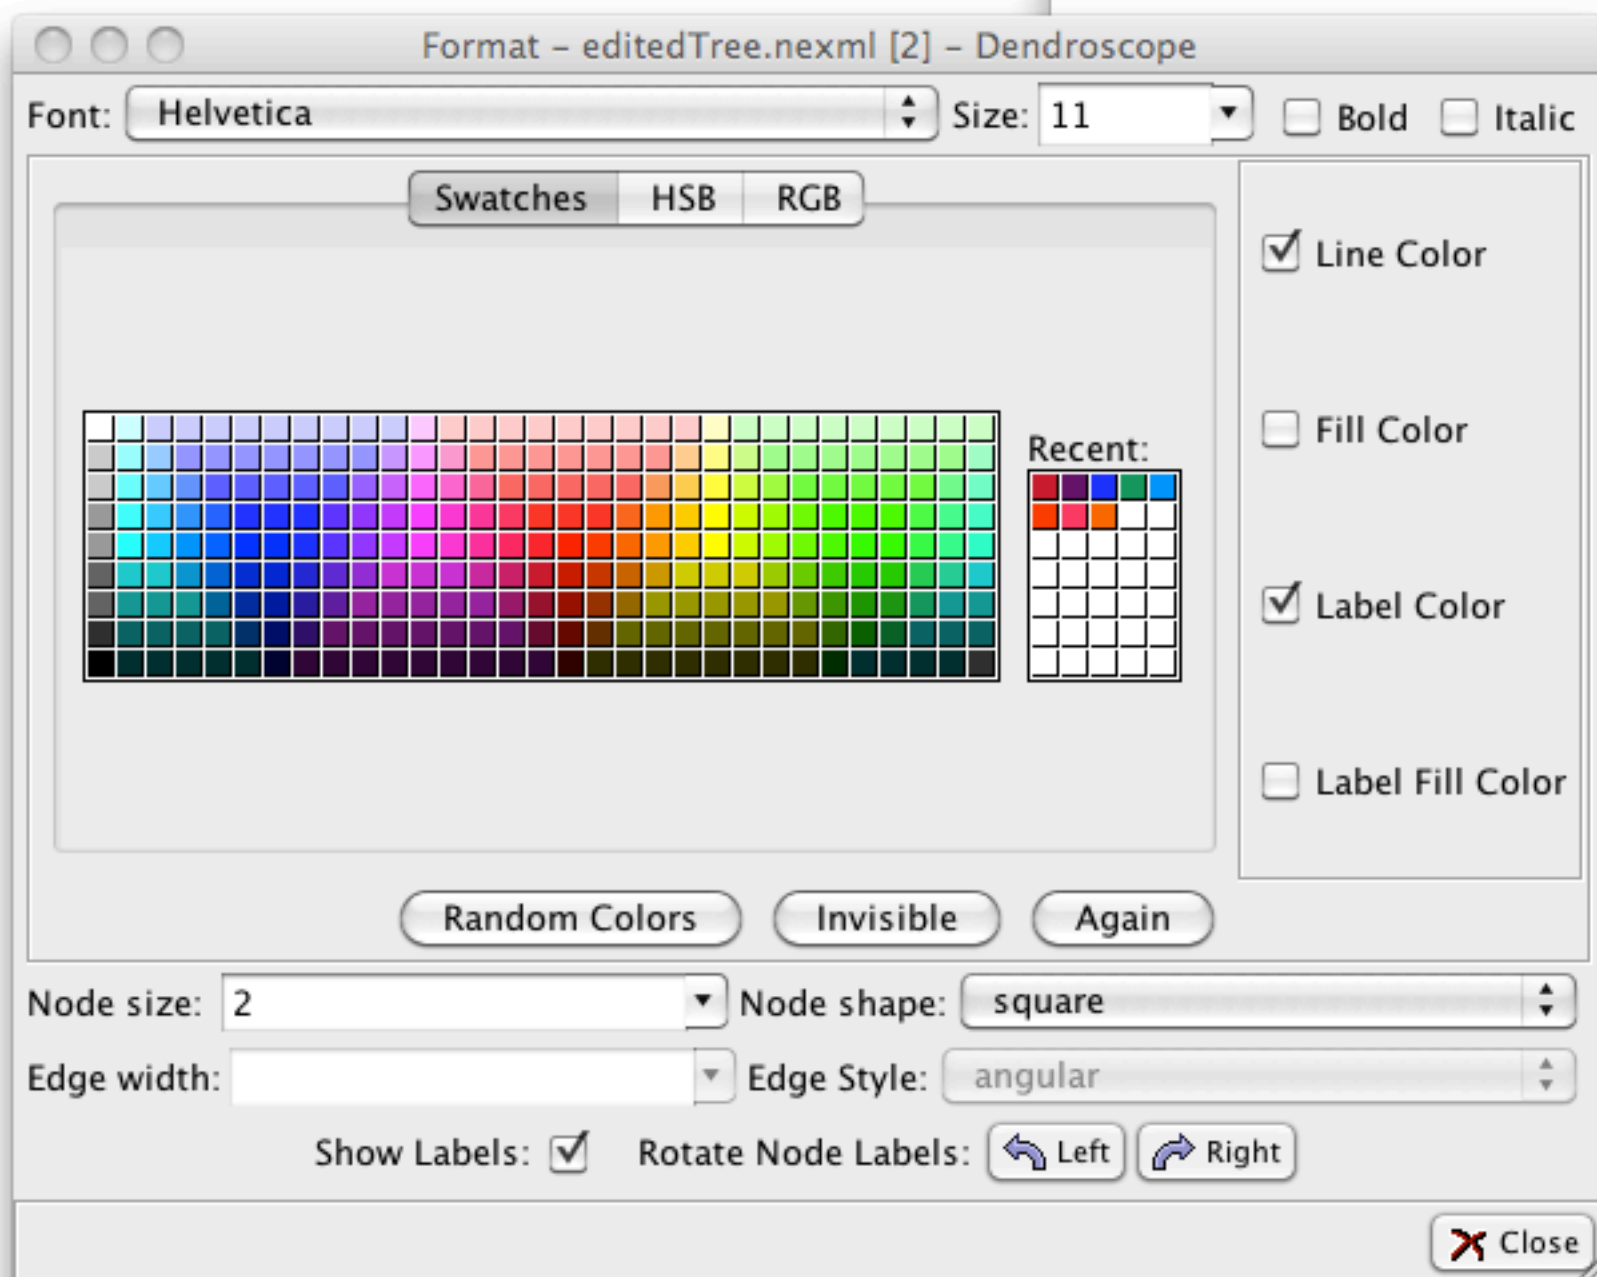 Format – editedTree.nexml [2] – Dendroscope
Font: Helvetica Size: 11 Bold Italic
Swatches HSB RGB
Line Color
Fill Color
Recent:
Label Color
Label Fill Color
Random Colors Invisible Again
Node size: 2 Node shape: square
Edge width: Edge Style: angular
Show Labels: Rotate Node Labels: Left Right
Close